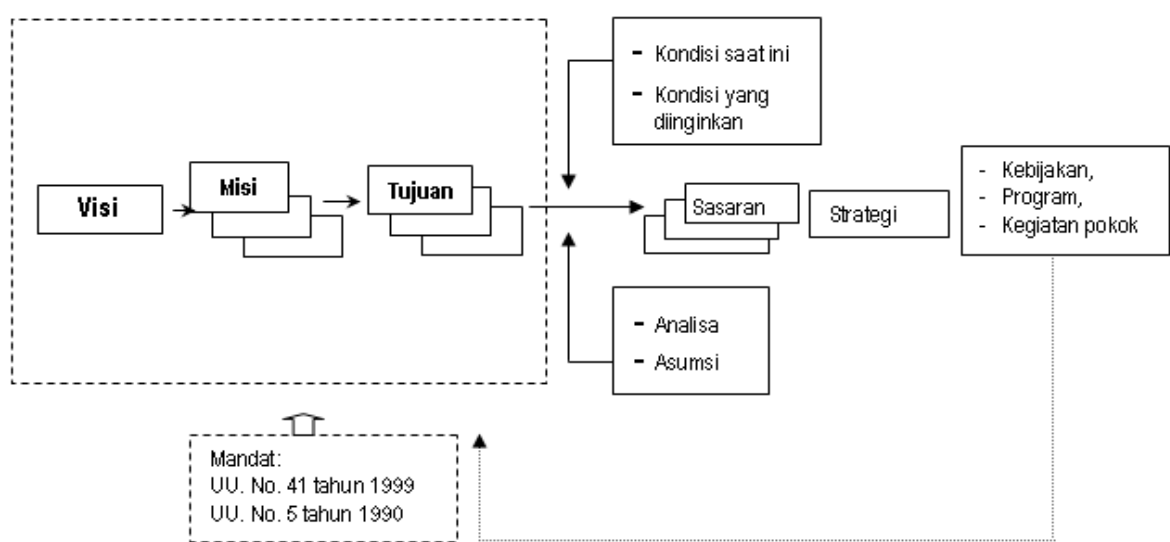 Visi
Misi
Tujuan
- Kondisi saat ini
- Kondisi yang
diinginkan
- Analisa
- Asumsi
Sasaran
Strategi
- Kebijakan,
- Program,
- Kegiatan pokok
Mandat:
UU. No. 41 tahun 1999
UU. No. 5 tahun 1990